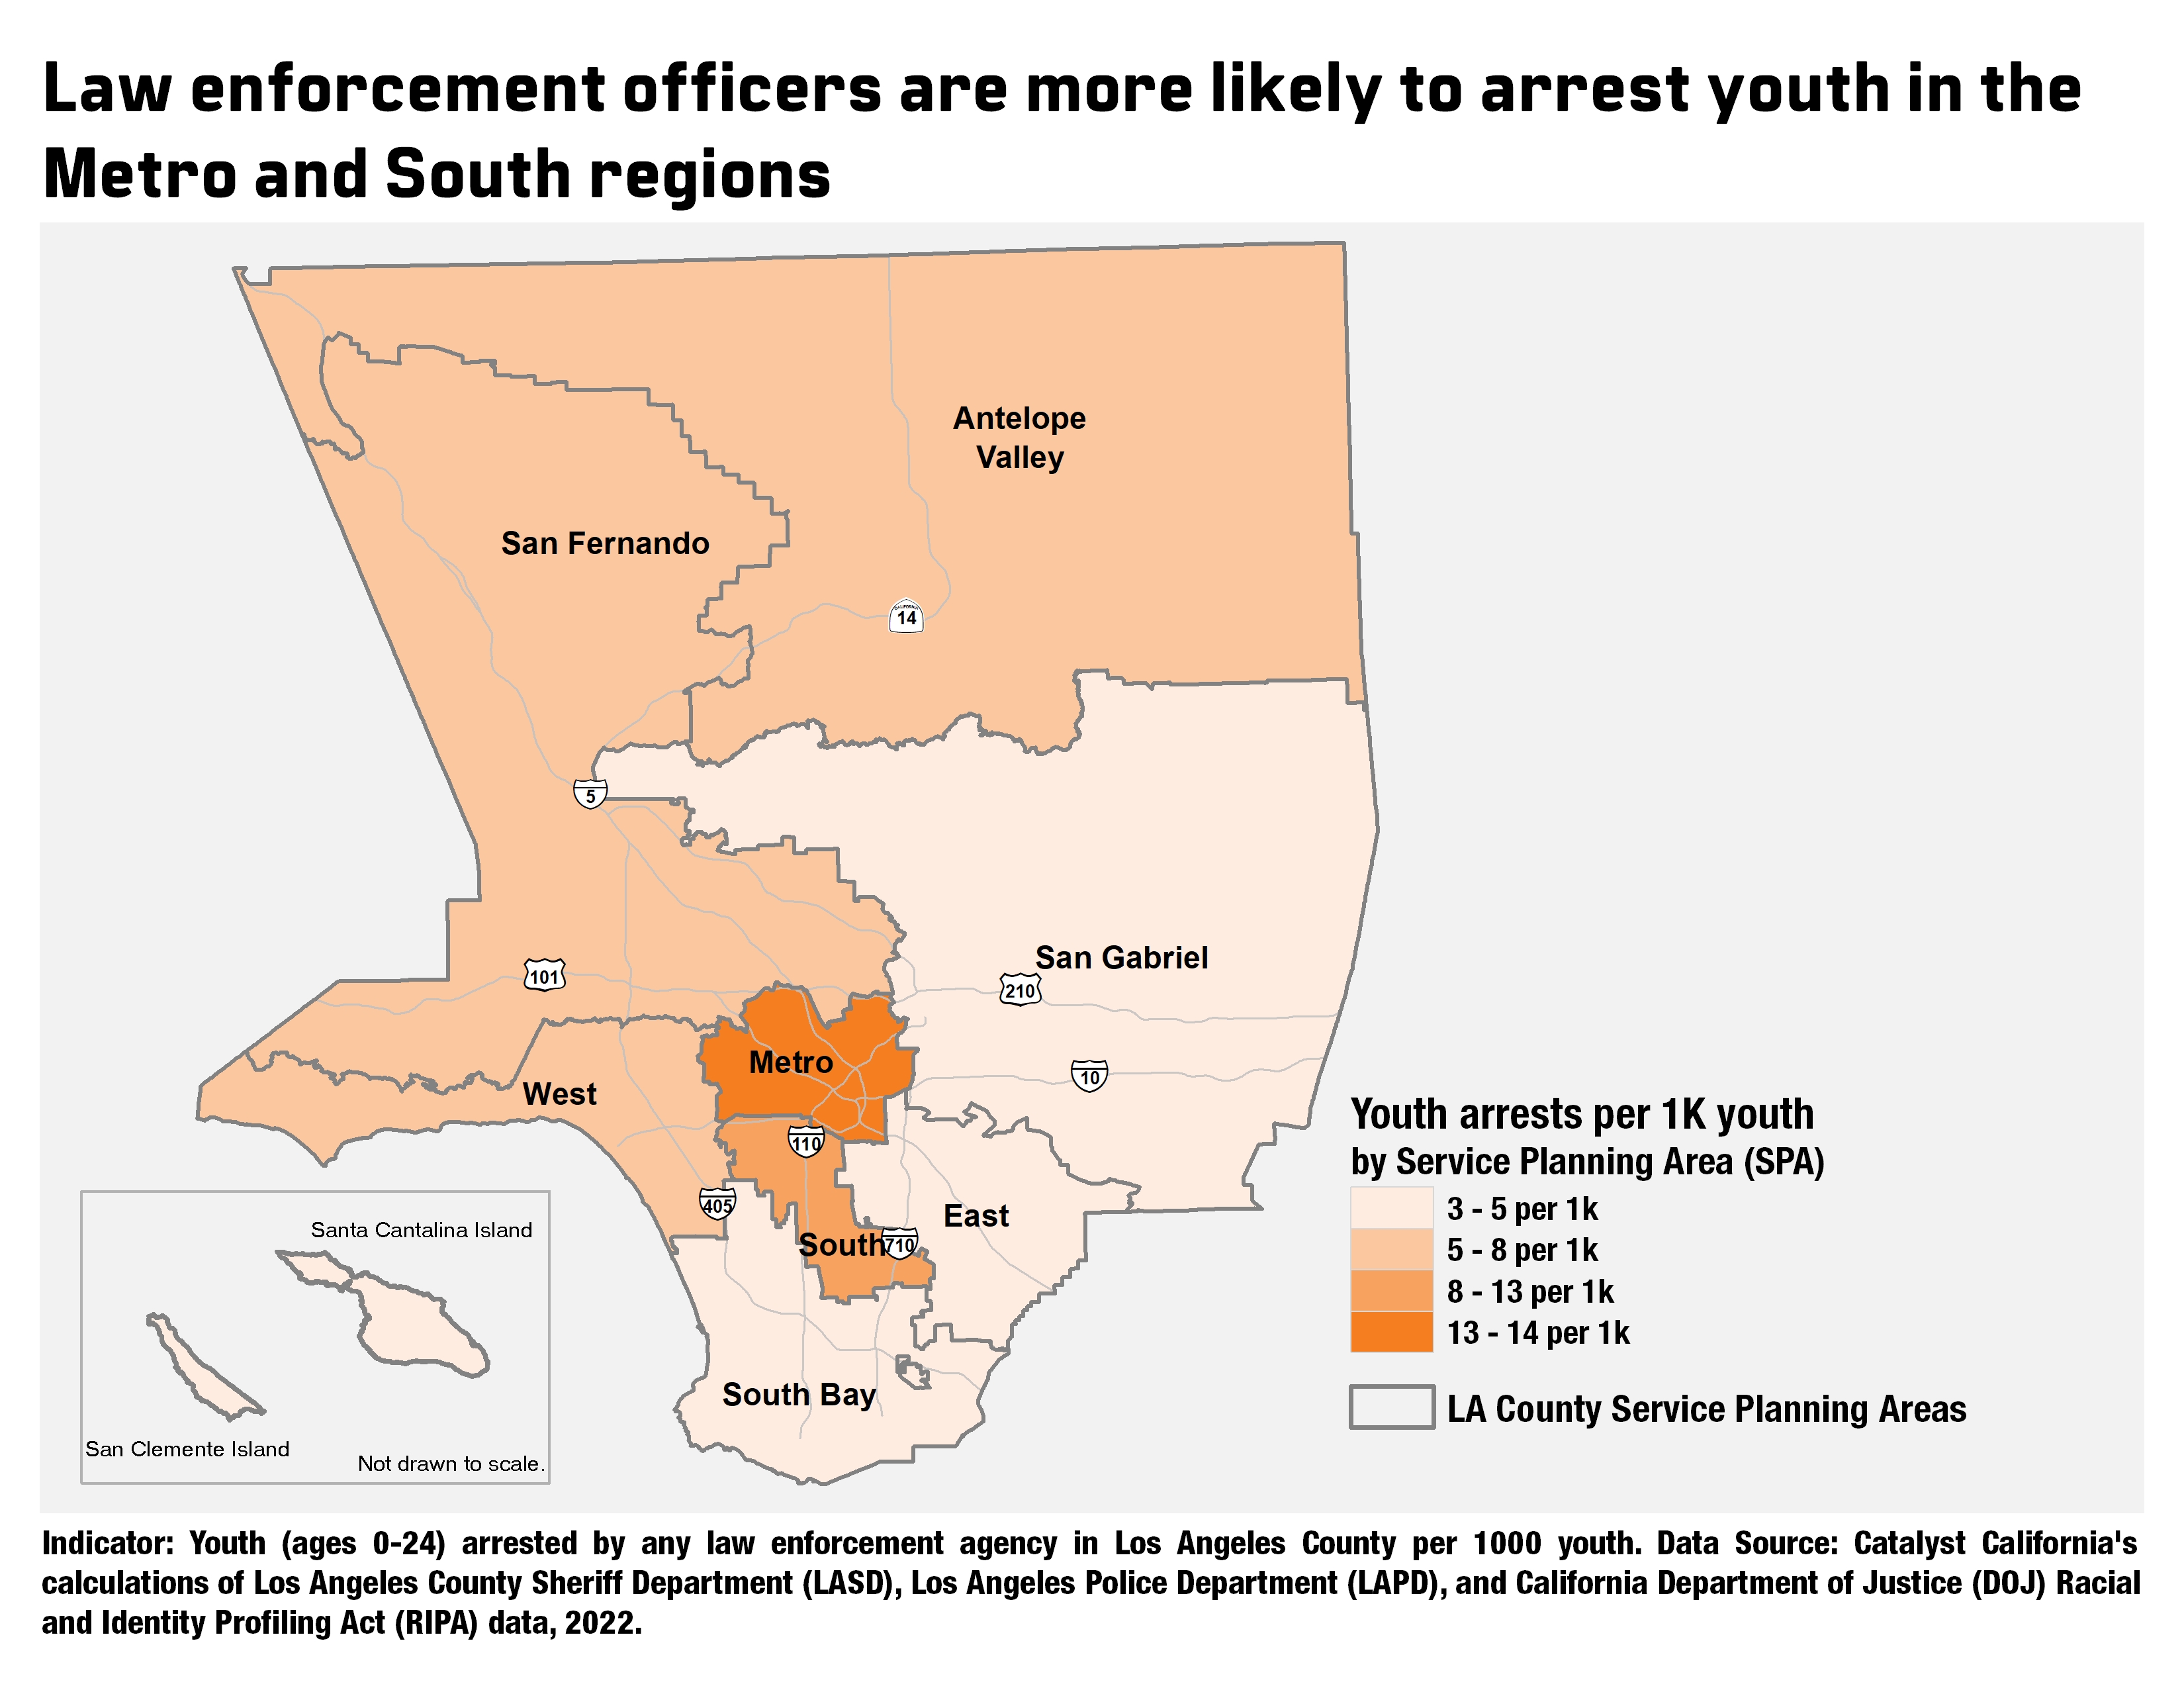 Law enforcement officers are more likely to arrest youth in the
Metro and South regions
Antelope
Valley
San Fernando
CALIFORNIA
14
5
San Gabriel
101
210
Metro
10
West
110
405
East
South
710
South Bay
Santa Cantalina Island
San Clemente Island
Not drawn to scale.
Youth arrests per 1K youth
by Service Planning Area (SPA)
3 - 5 per 1k
5 - 8 per 1k
8 - 13 per 1k
13 - 14 per 1k
LA County Service Planning Areas
Indicator: Youth (ages 0-24) arrested by any law enforcement agency in Los Angeles County per 1000 youth. Data Source: Catalyst California's
calculations of Los Angeles County Sheriff Department (LASD), Los Angeles Police Department (LAPD), and California Department of Justice (DOJ) Racial
and Identity Profiling Act (RIPA) data, 2022.